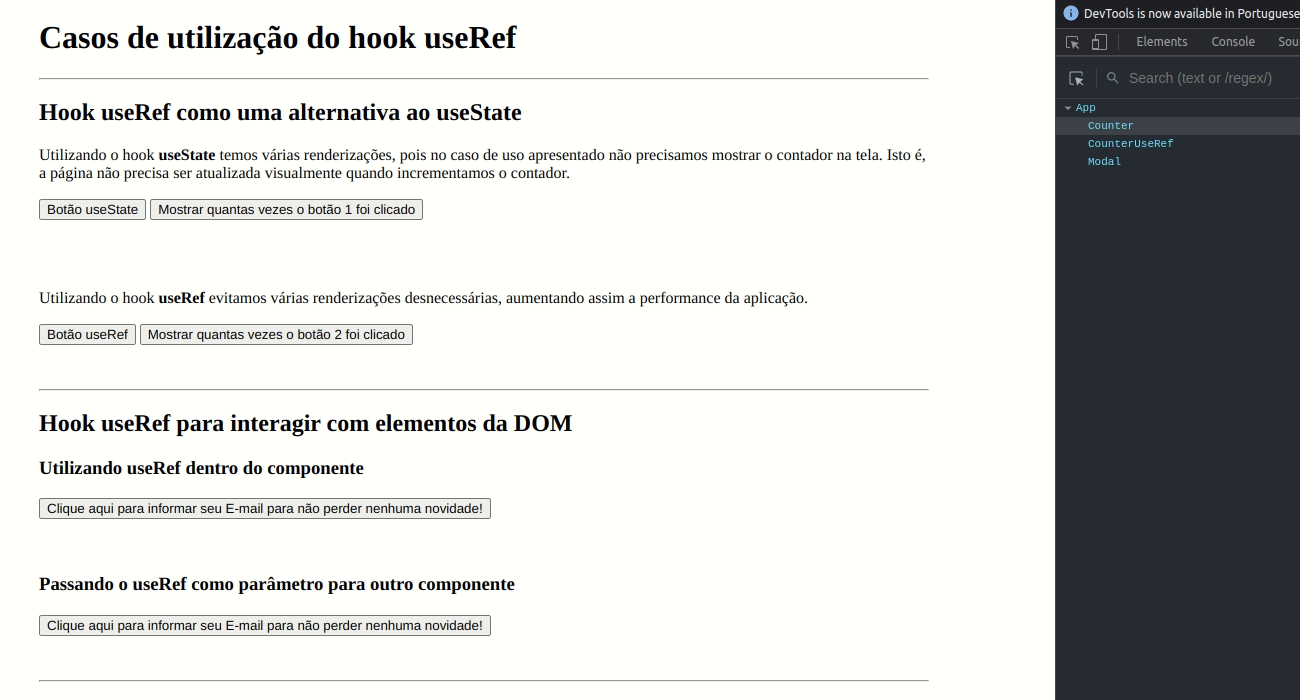 Casos de utilização do hook useRef
Hook useRef como uma alternativa ao useState
Utilizando o hook useState temos várias renderizações, pois no caso de uso apresentado não precisamos mostrar o contador na tela. Isto é,
a página não precisa ser atualizada visualmente quando incrementamos o contador.
Botão useState Mostrar quantas vezes o botão 1 foi clicado
Utilizando o hook useRef evitamos várias renderizações desnecessárias, aumentando assim a performance da aplicação.
Botão useRef Mostrar quantas vezes o botão 2 foi clicado
Hook useRef para interagir com elementos da DOM
Utilizando useRef dentro do componente
Clique aqui para informar seu E-mail para não perder nenhuma novidade!
Passando o useRef como parâmetro para outro componente
Clique aqui para informar seu E-mail para não perder nenhuma novidade!
DevTools is now available in Portuguese
Elements Console Sou
Search (text or /regex/)
App
Counter
CounterUseRef
Modal